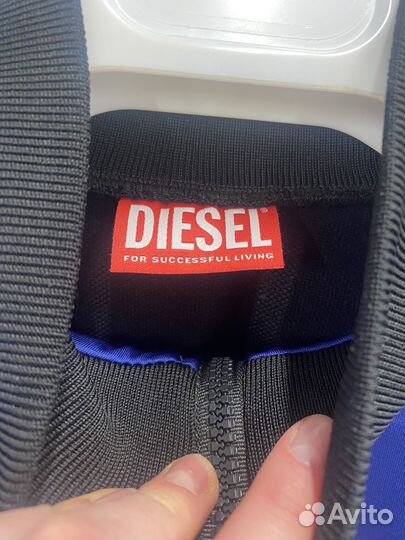 DIESEL®
FOR SUCCESSFUL LIVING
Avito